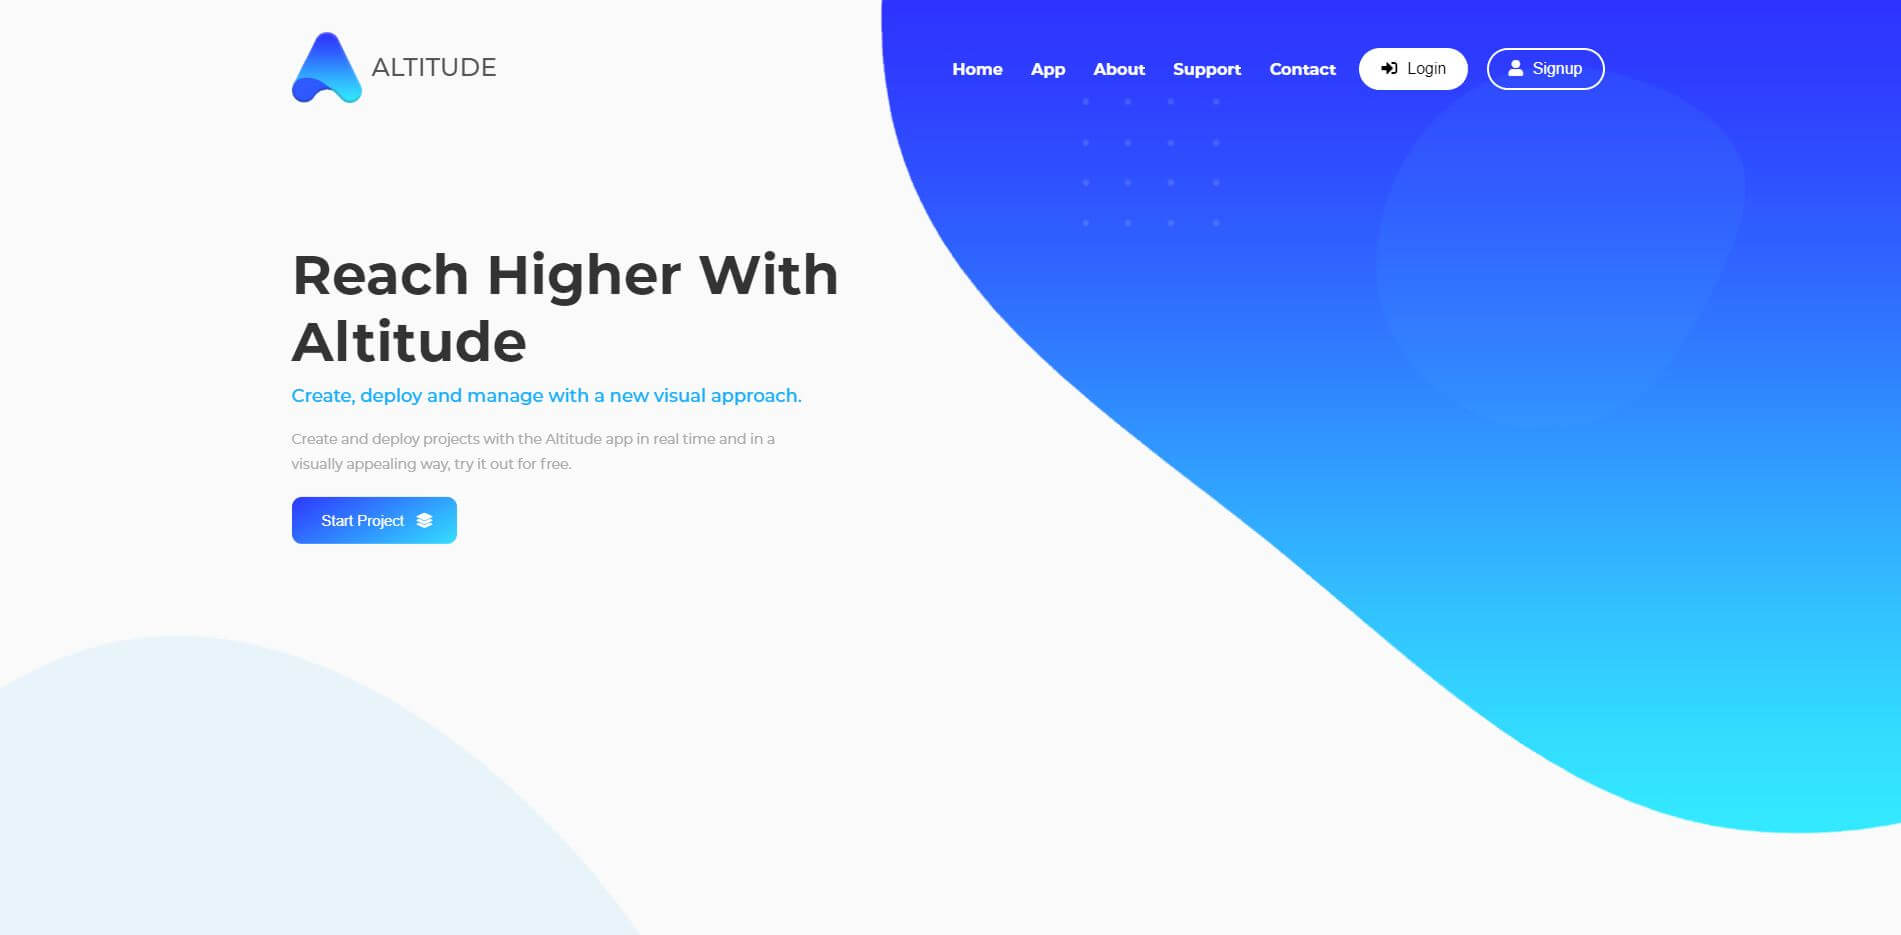 ALTITUDE
Home App About Support Contact Login Signup
Reach Higher With
Altitude
Create, deploy and manage with a new visual approach.
Create and deploy projects with the Altitude app in real time and in a
visually appealing way, try it out for free.
Start Project